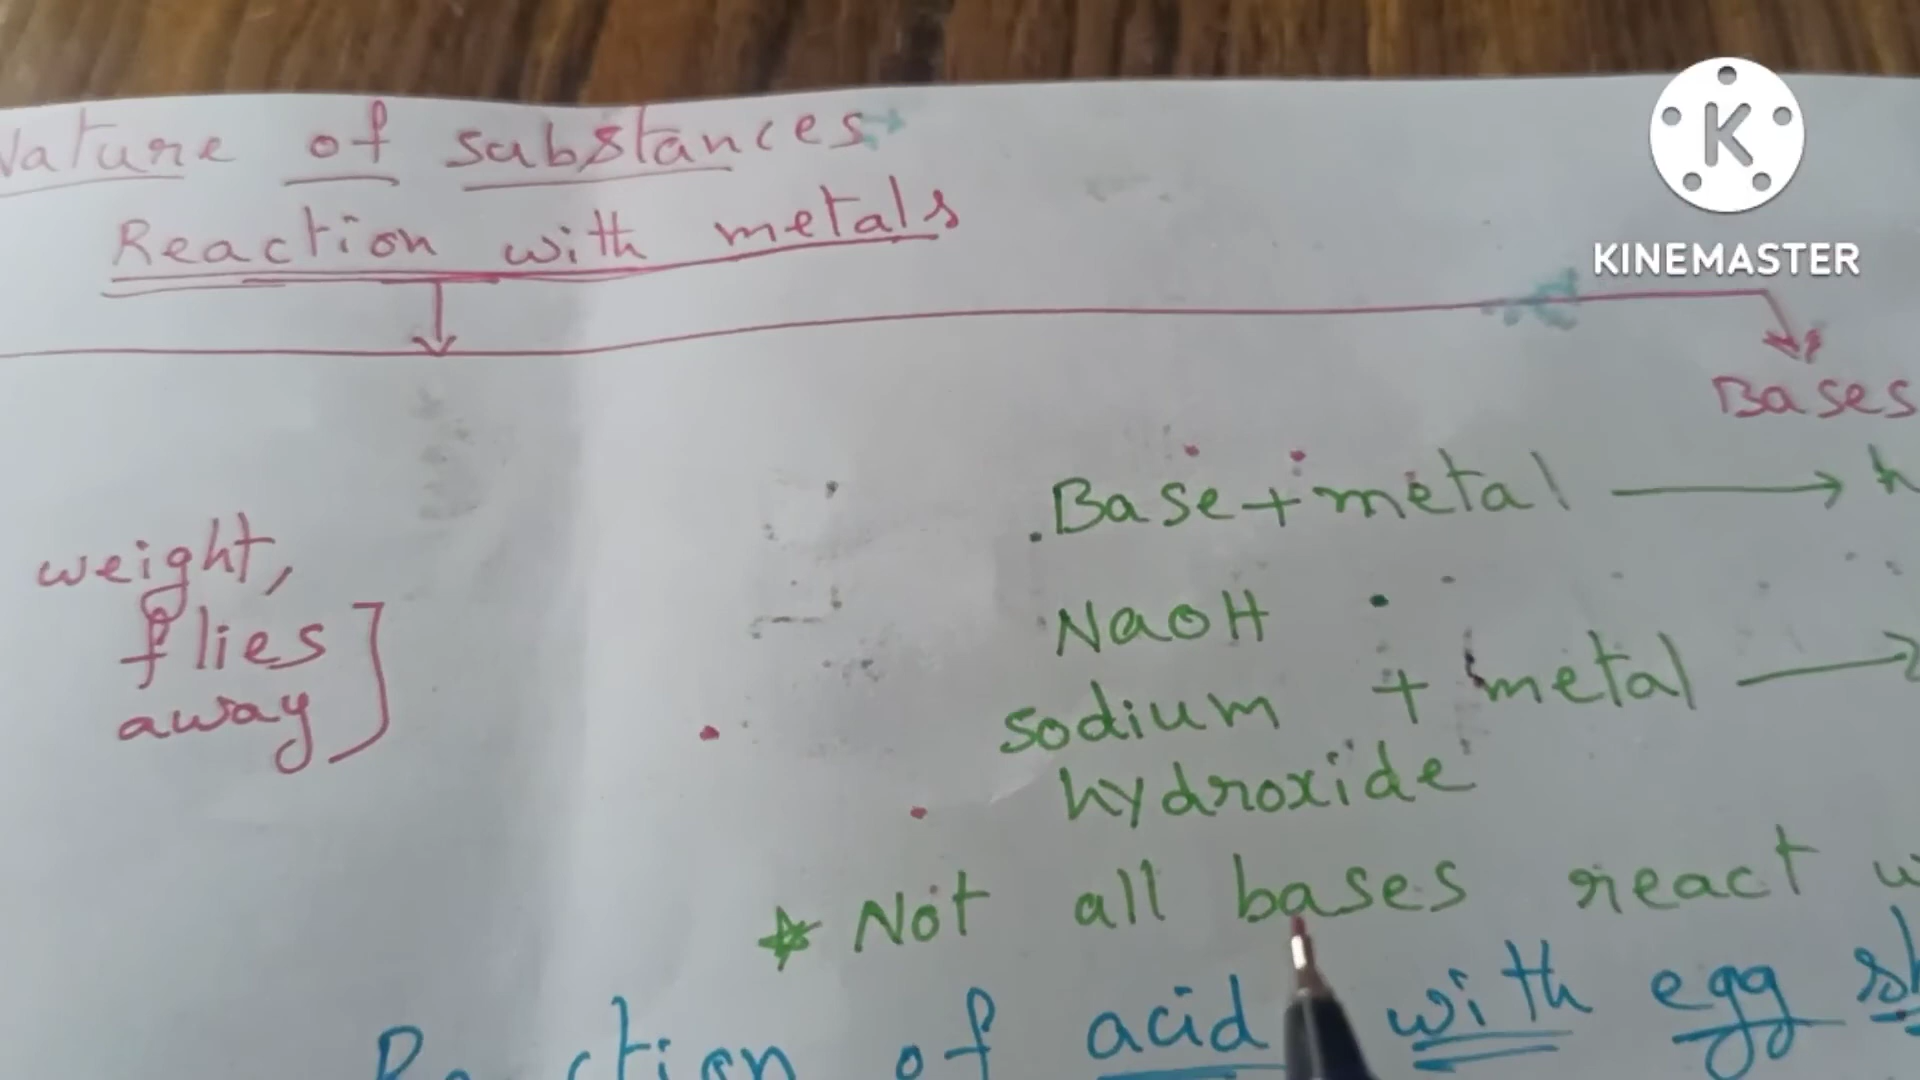 Nature of substances
Reaction with metals
KINEMASTER
Bases
Base + metal → h
weight,
flies
away
NaOH
sodium + metal →
hydroxide
Not all bases react
of acid with egg